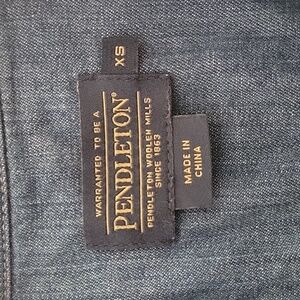 XS
WARRANTED TO BE A
PENDLETON®
PENDLETON WOOLEN MILLS
SINCE 1863
MADE IN
CHINA